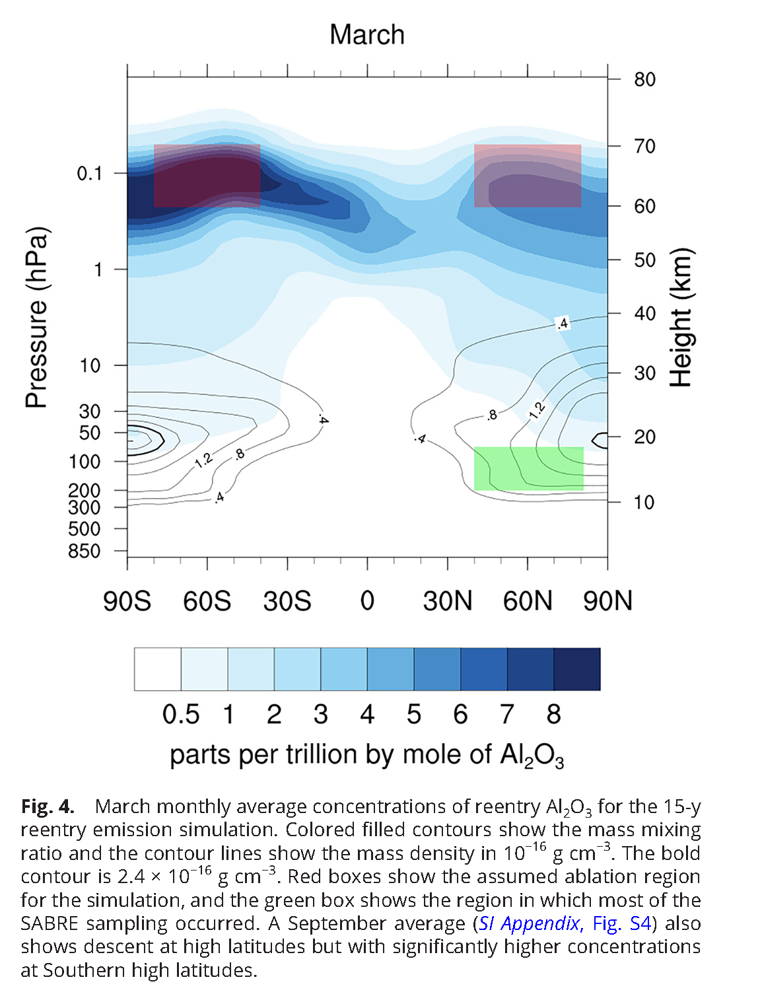 March
80
70
0.1
60
1
50
40
.4
10
30
30
.8
1.2
.4
50
.4
20
100
1.2
.8
200
.4
300
10
500
850
Pressure (hPa)
Height (km)
90S 60S 30S 0 30N 60N 90N
0.5 1 2 3 4 5 6 7 8
parts per trillion by mole of Al₂O₃
Fig. 4. March monthly average concentrations of reentry Al₂O₃ for the 15-y
reentry emission simulation. Colored filled contours show the mass mixing
ratio and the contour lines show the mass density in 10⁻¹⁶ g cm⁻³. The bold
contour is 2.4 × 10⁻¹⁶ g cm⁻³. Red boxes show the assumed ablation region
for the simulation, and the green box shows the region in which most of the
SABRE sampling occurred. A September average (SI Appendix, Fig. S4) also
shows descent at high latitudes but with significantly higher concentrations
at Southern high latitudes.